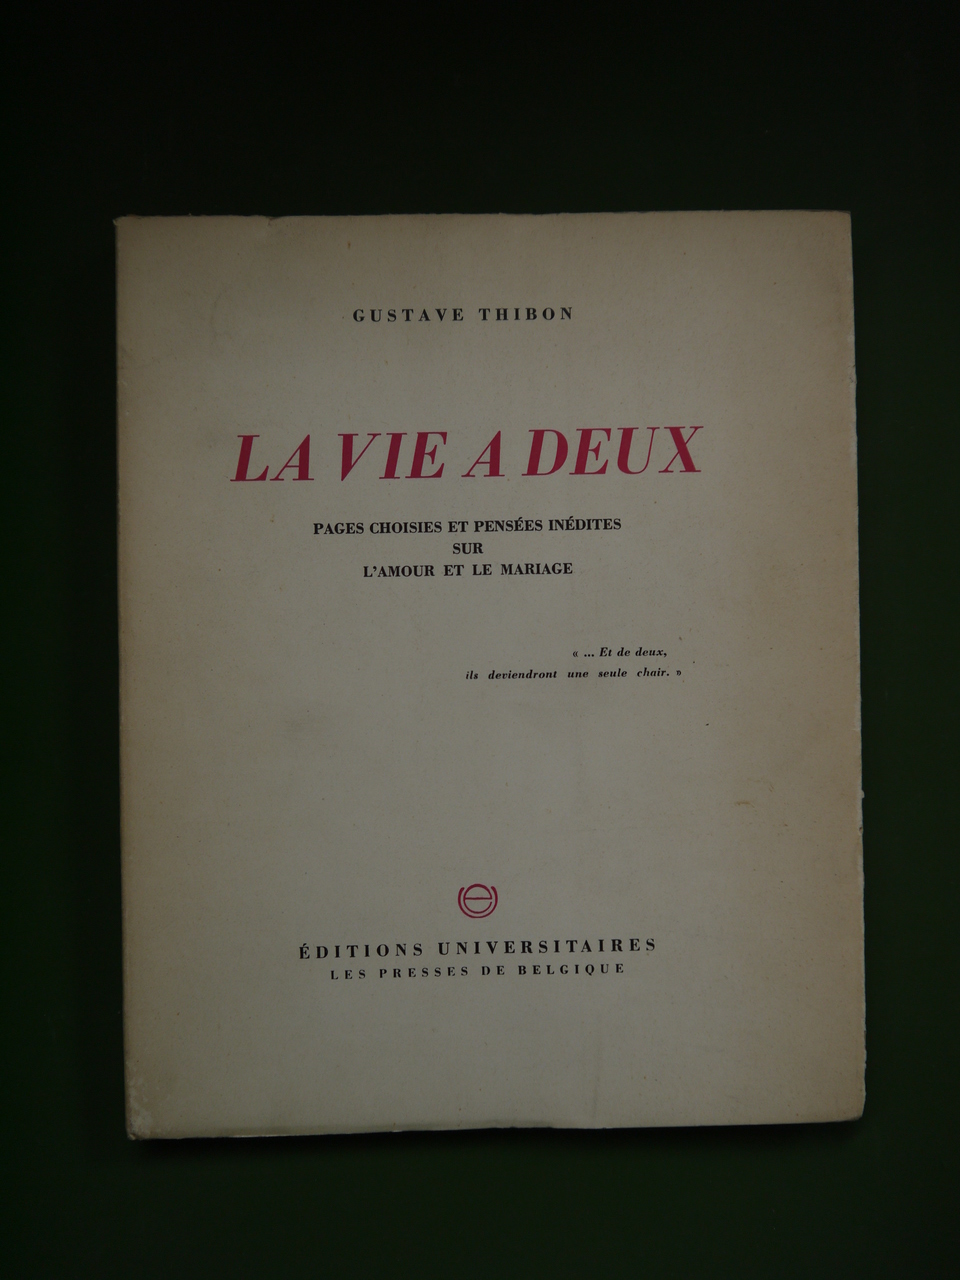 GUSTAVE THIBON
LA VIE A DEUX
PAGES CHOISIES ET PENSÉES INÉDITES
SUR
L'AMOUR ET LE MARIAGE
« ... Et de deux,
ils deviendront une seule chair. »
e
ÉDITIONS UNIVERSITAIRES
LES PRESSES DE BELGIQUE